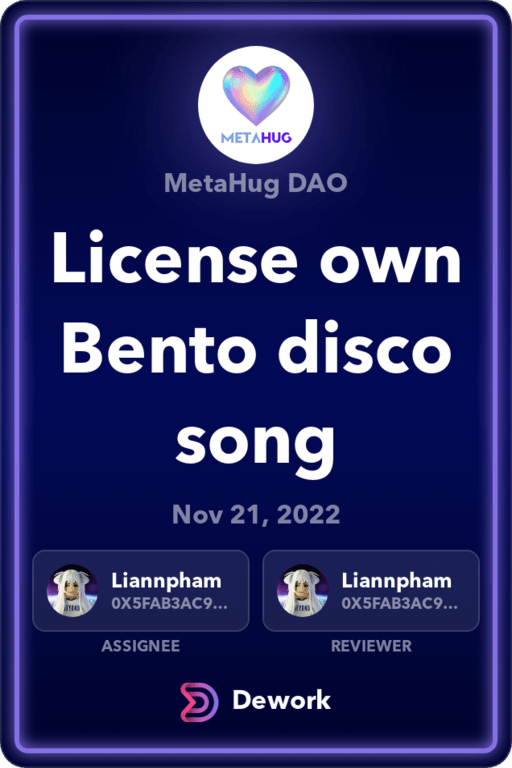 METAHUG
MetaHug DAO
License own
Bento disco
song
Nov 21, 2022
Liannpham
0X5FAB3AC9...
ASSIGNEE
Liannpham
0X5FAB3AC9...
REVIEWER
Dework